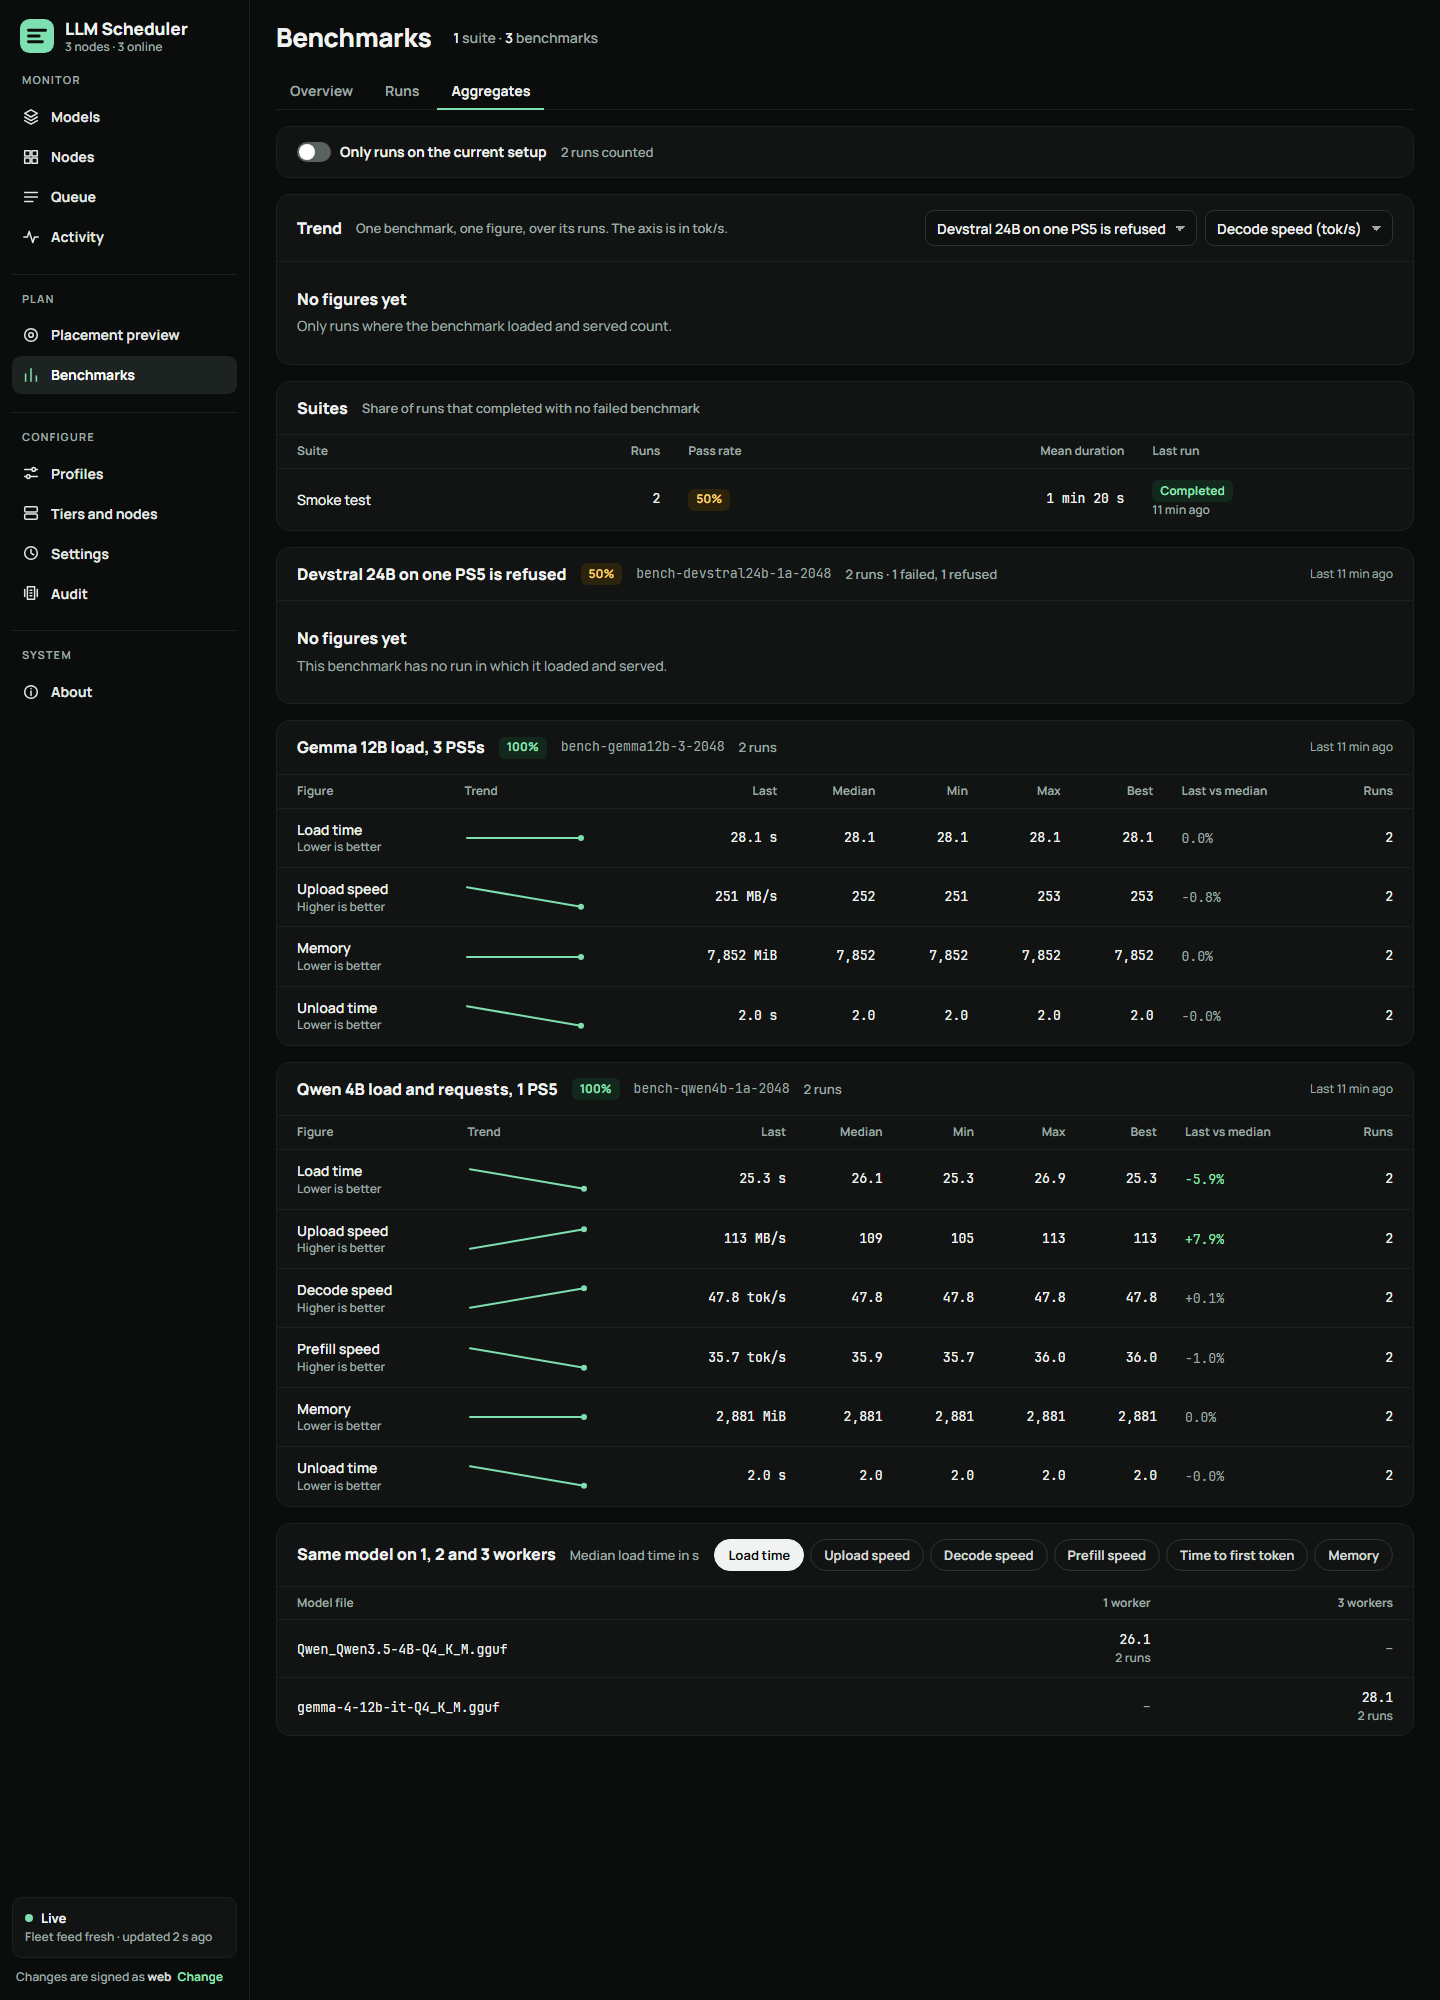 LLM Scheduler
3 nodes · 3 online
MONITOR
Models
Nodes
Queue
Activity
PLAN
Placement preview
Benchmarks
CONFIGURE
Profiles
Tiers and nodes
Settings
Audit
SYSTEM
About
Live
Fleet feed fresh · updated 2 s ago
Changes are signed as web Change
Benchmarks 1 suite · 3 benchmarks
Overview Runs Aggregates
Only runs on the current setup 2 runs counted
Trend One benchmark, one figure, over its runs. The axis is in tok/s. Devstral 24B on one PS5 is refused Decode speed (tok/s)
No figures yet
Only runs where the benchmark loaded and served count.
Suites Share of runs that completed with no failed benchmark
Suite Runs Pass rate Mean duration Last run
Smoke test 2 50% 1 min 20 s Completed
11 min ago
Devstral 24B on one PS5 is refused 50% bench-devstral24b-1a-2048 2 runs · 1 failed, 1 refused Last 11 min ago
No figures yet
This benchmark has no run in which it loaded and served.
Gemma 12B load, 3 PS5s 100% bench-gemma12b-3-2048 2 runs Last 11 min ago
Figure Trend Last Median Min Max Best Last vs median Runs
Load time 28.1 s 28.1 28.1 28.1 28.1 0.0% 2
Lower is better
Upload speed 251 MB/s 252 251 253 253 -0.8% 2
Higher is better
Memory 7,852 MiB 7,852 7,852 7,852 7,852 0.0% 2
Lower is better
Unload time 2.0 s 2.0 2.0 2.0 2.0 -0.0% 2
Lower is better
Qwen 4B load and requests, 1 PS5 100% bench-qwen4b-1a-2048 2 runs Last 11 min ago
Figure Trend Last Median Min Max Best Last vs median Runs
Load time 25.3 s 26.1 25.3 26.9 25.3 -5.9% 2
Lower is better
Upload speed 113 MB/s 109 105 113 113 +7.9% 2
Higher is better
Decode speed 47.8 tok/s 47.8 47.8 47.8 47.8 +0.1% 2
Higher is better
Prefill speed 35.7 tok/s 35.9 35.7 36.0 36.0 -1.0% 2
Higher is better
Memory 2,881 MiB 2,881 2,881 2,881 2,881 0.0% 2
Lower is better
Unload time 2.0 s 2.0 2.0 2.0 2.0 -0.0% 2
Lower is better
Same model on 1, 2 and 3 workers Median load time in s Load time Upload speed Decode speed Prefill speed Time to first token Memory
Model file 1 worker 3 workers
Qwen_Qwen3.5-4B-Q4_K_M.gguf 26.1 –
2 runs
gemma-4-12b-it-Q4_K_M.gguf – 28.1
2 runs